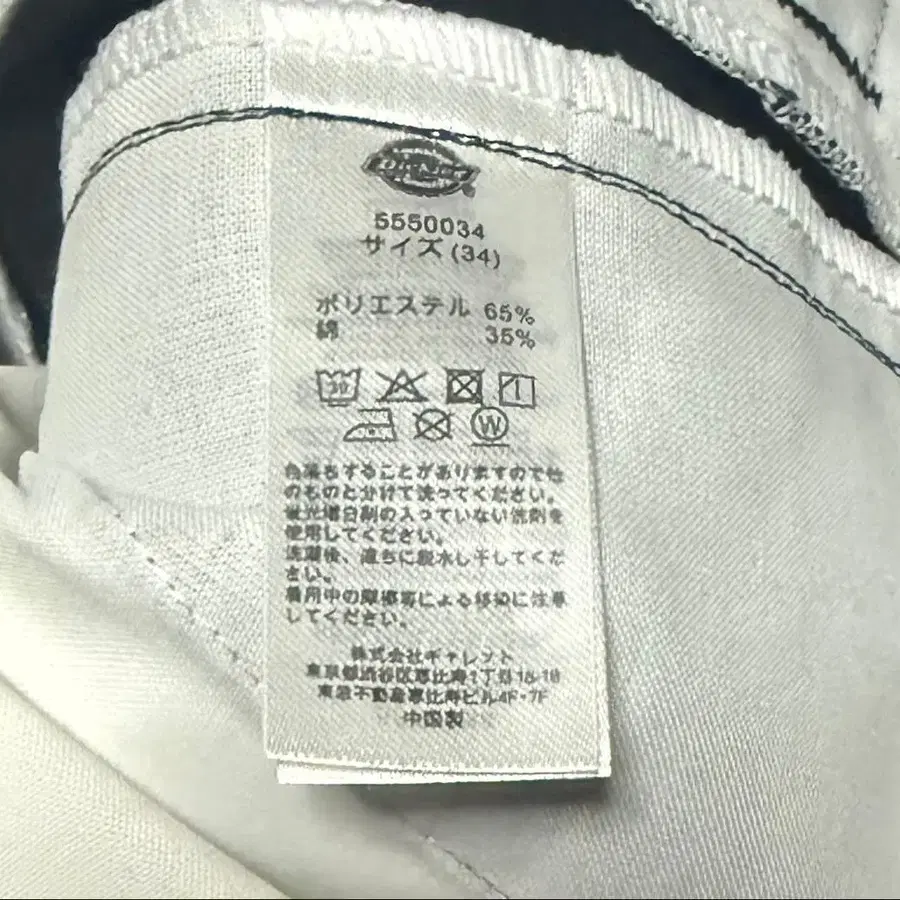 Dickies
5550034
サイズ(34)
ポリエステル 65%
綿 35%
30
W
色落ちすることがありますので他
のものと分けて洗ってください。
蛍光増白剤の入っていない洗剤を
使用してください。
洗濯後、直ちに脱水し干してくだ
さい。
着用中の摩擦等による移染に注意
してください。
株式会社ギャレット
東京都渋谷区恵比寿1丁目18-18
東急不動産恵比寿ビル4F・7F
中国製